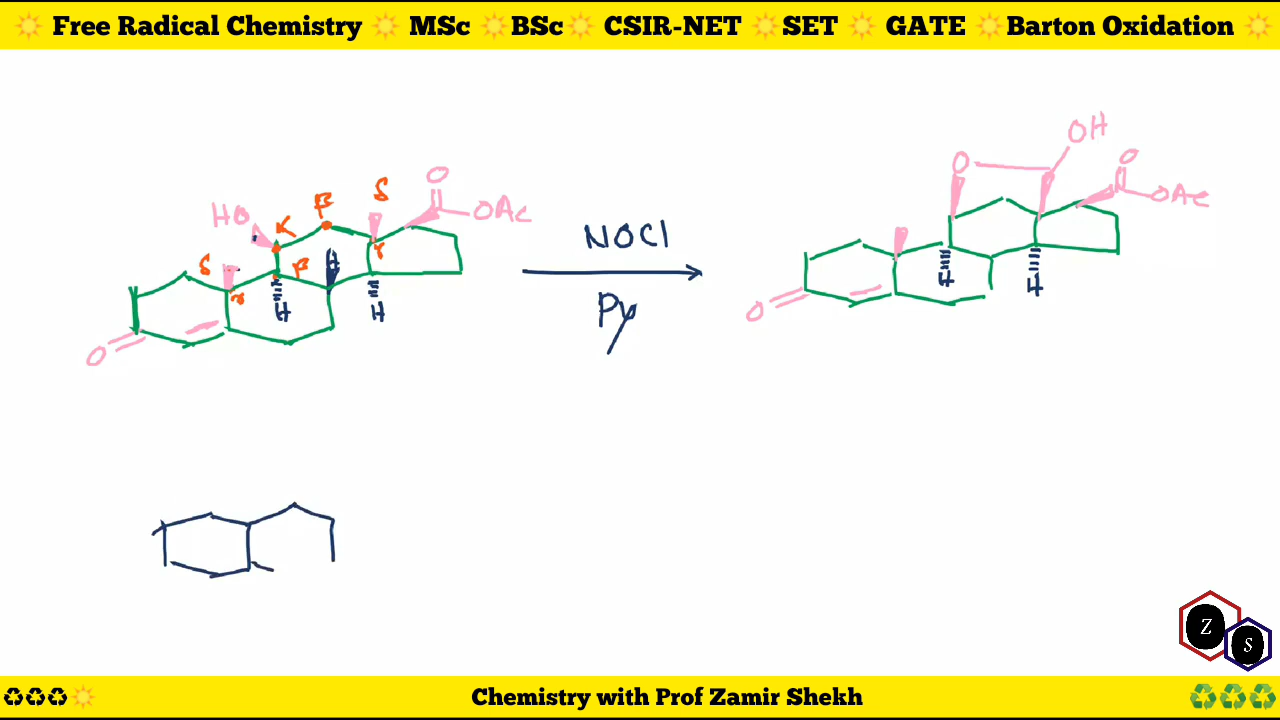 Free Radical Chemistry MSc BSc CSIR-NET SET GATE Barton Oxidation
OH
O
O
O
δ
β
δ
HO
OAc
OAc
α
NOCl
γ
H
δ
β
γ
H
H
H
H
Py
O
O
Z
S
Chemistry with Prof Zamir Shekh